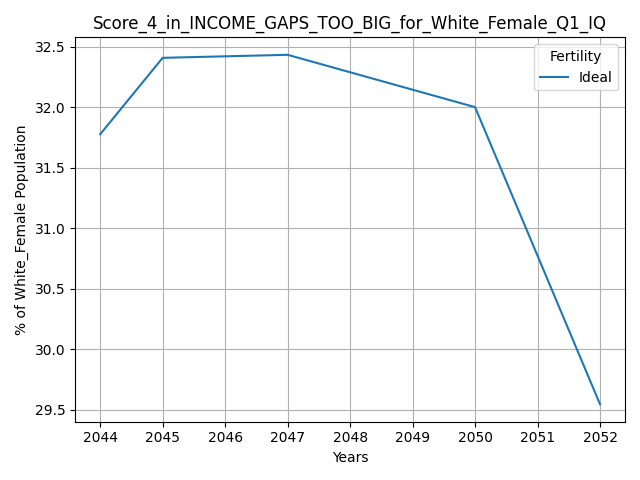 Score_4_in_INCOME_GAPS_TOO_BIG_for_White_Female_Q1_IQ
Fertility
Ideal
% of White_Female Population
32.5
32.0
31.5
31.0
30.5
30.0
29.5
2044 2045 2046 2047 2048 2049 2050 2051 2052
Years